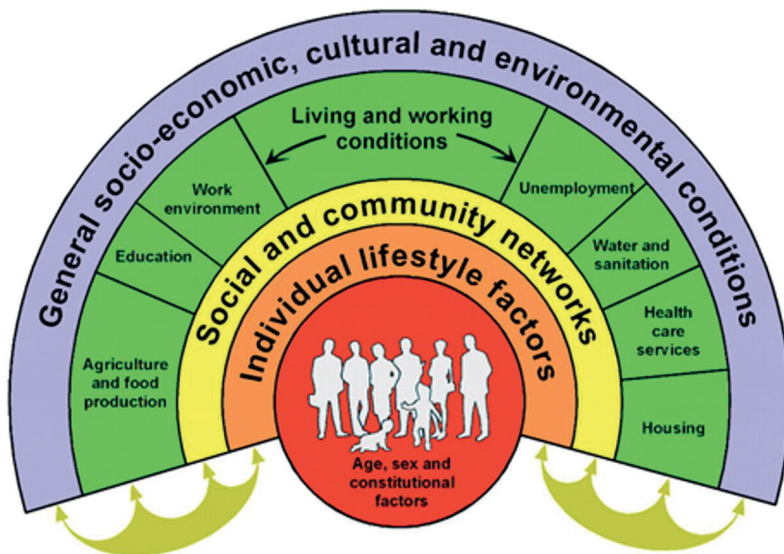 General socio-economic, cultural and environmental conditions
Living and working
conditions
Work
environment
Unemployment
Education
Water and
sanitation
Agriculture
and food
production
Health
care
services
Housing
Social and community networks
Individual lifestyle factors
Age, sex and
constitutional
factors